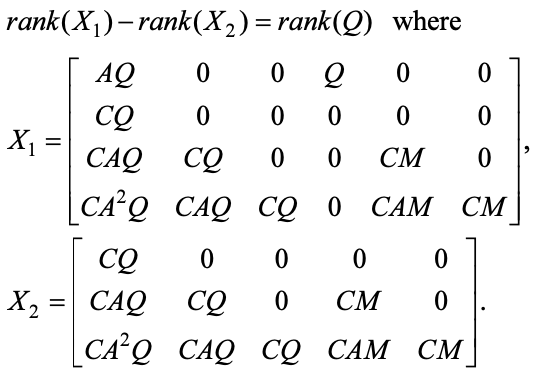 rank(X₁) – rank(X₂) = rank(Q) where
X₁ = [ AQ 0 0 Q 0 0
CQ 0 0 0 0 0
CAQ CQ 0 0 CM 0
CA²Q CAQ CQ 0 CAM CM ],
X₂ = [ CQ 0 0 0 0
CAQ CQ 0 CM 0
CA²Q CAQ CQ CAM CM ].